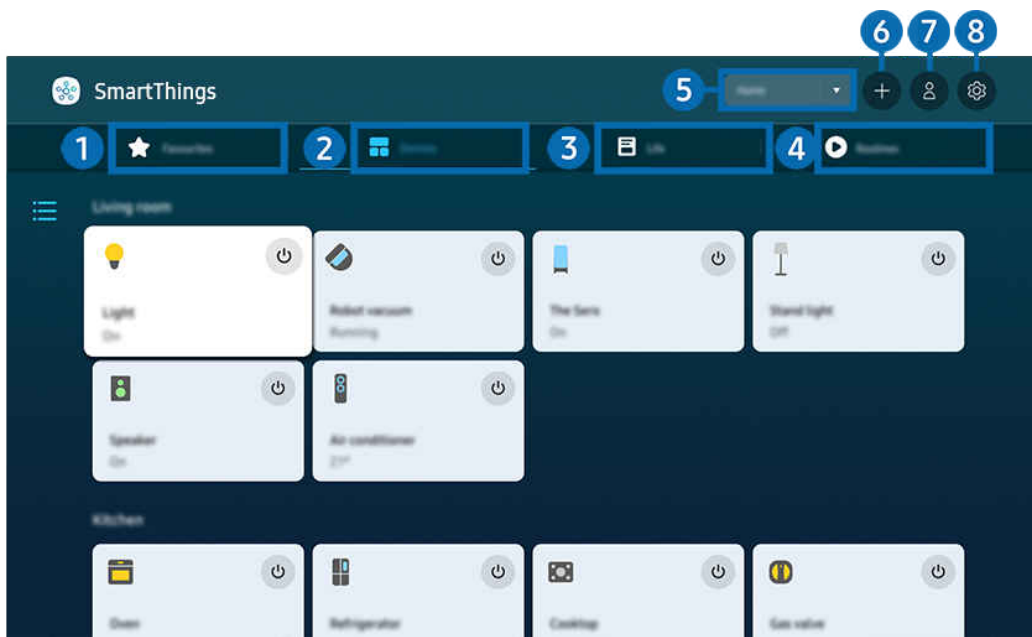 6 7 8
SmartThings
5 Home
1 Favourites 2 Devices 3 Life 4 Routines
Living room
Light Robot vacuum The Sero Stand light
On Running On Off
Speaker Air conditioner
On 21°
Kitchen
Oven Refrigerator Cooktop Gas valve